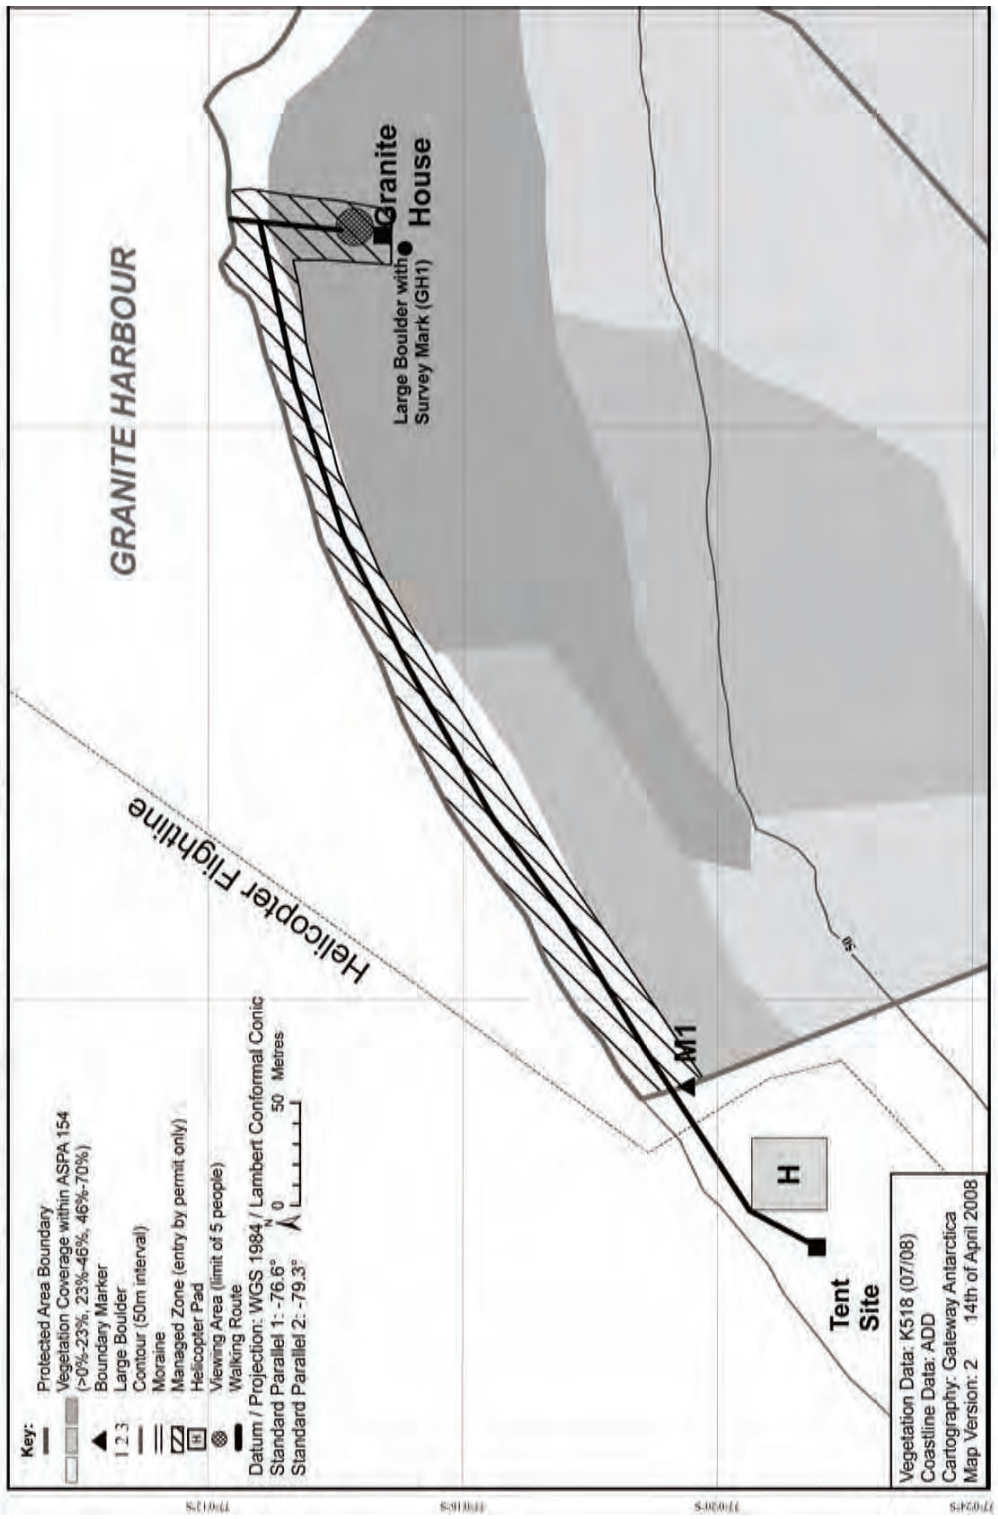 Key:
Protected Area Boundary
Vegetation Coverage within ASPA 154
(>0%-23%, 23%-46%, 46%-70%)
Boundary Marker
1 2 3 Large Boulder
Contour (50m interval)
Moraine
Managed Zone (entry by permit only)
H Helicopter Pad
Viewing Area (limit of 5 people)
Walking Route
Datum / Projection: WGS 1984 / Lambert Conformal Conic
Standard Parallel 1: -76.6°
Standard Parallel 2: -79.3°
N
0 50 Metres
GRANITE HARBOUR
Helicopter Flightline
Granite
House
Large Boulder with
Survey Mark (GH1)
M1
H
Tent
Site
50
Vegetation Data: K518 (07/08)
Coastline Data: ADD
Cartography: Gateway Antarctica
Map Version: 2 14th of April 2008